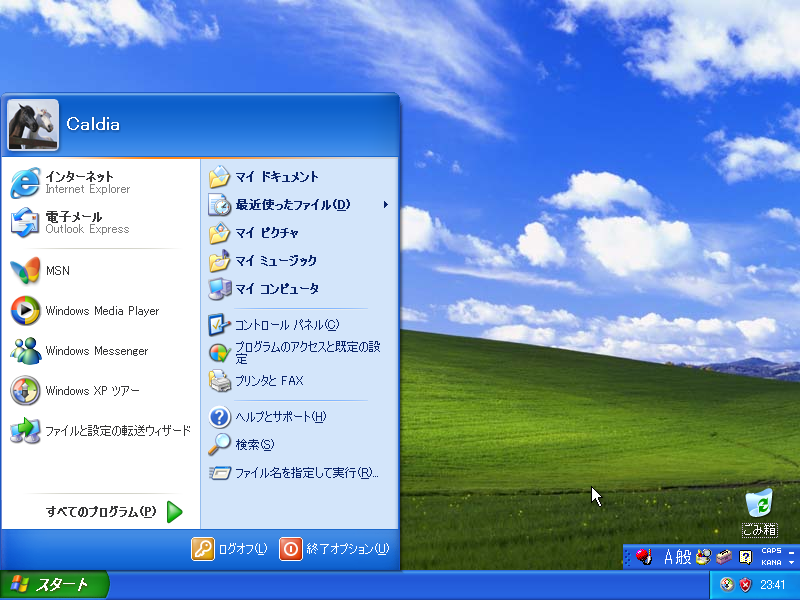 Caldia
インターネット
Internet Explorer
電子メール
Outlook Express
MSN
Windows Media Player
Windows Messenger
Windows XP ツアー
ファイルと設定の転送ウィザード
すべてのプログラム(P)
マイ ドキュメント
最近使ったファイル(D)
マイ ピクチャ
マイ ミュージック
マイ コンピュータ
コントロール パネル(C)
プログラムのアクセスと既定の設
定
プリンタと FAX
ヘルプとサポート(H)
検索(S)
ファイル名を指定して実行(R)...
ログオフ(L)
終了オプション(U)
ごみ箱
A 般
CAPS
KANA
スタート
23:41